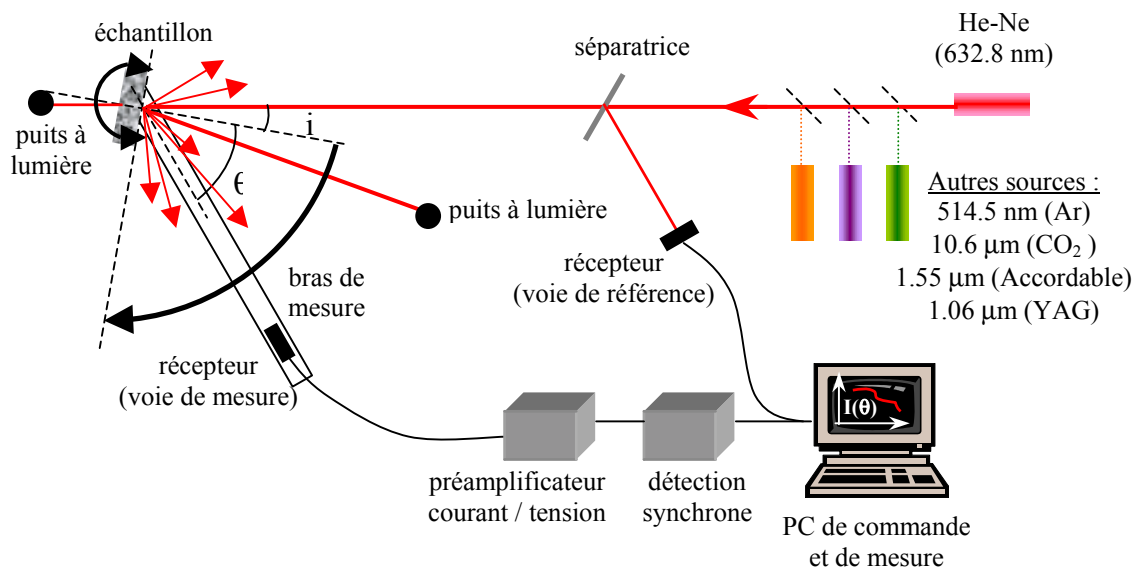 échantillon
puits à
lumière
i
θ
puits à lumière
bras de
mesure
récepteur
(voie de mesure)
séparatrice
récepteur
(voie de référence)
He-Ne
(632.8 nm)
Autres sources :
514.5 nm (Ar)
10.6 μm (CO₂ )
1.55 μm (Accordable)
1.06 μm (YAG)
préamplificateur
courant / tension
détection
synchrone
I(θ)
PC de commande
et de mesure